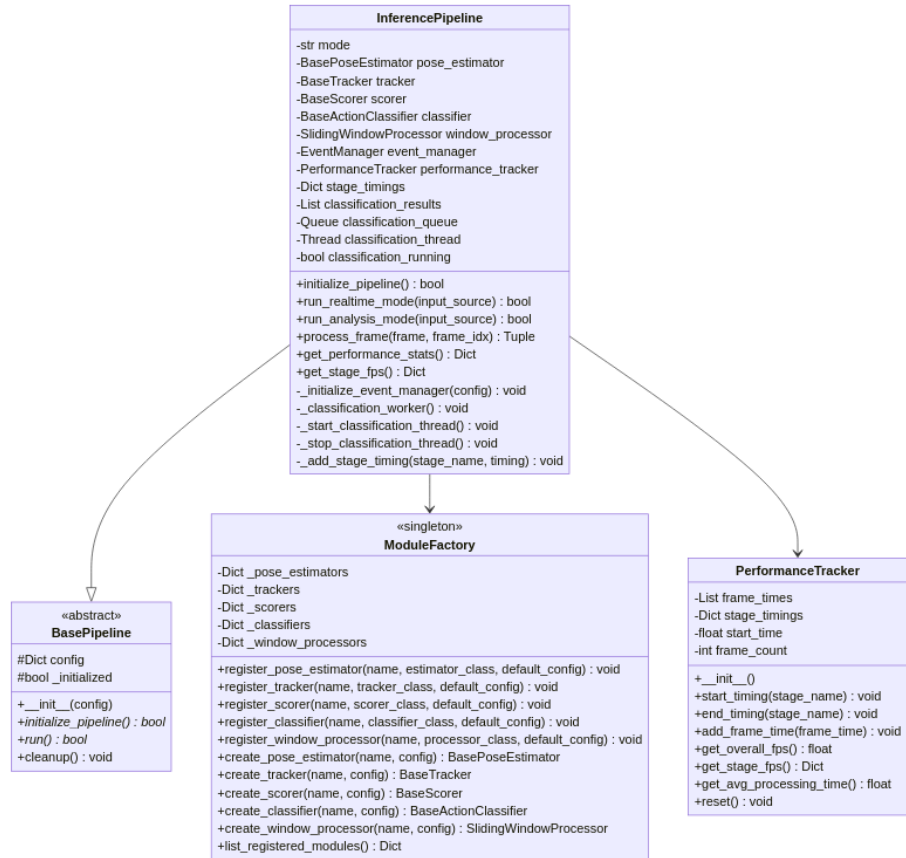 InferencePipeline
-str mode
-BasePoseEstimator pose_estimator
-BaseTracker tracker
-BaseScorer scorer
-BaseActionClassifier classifier
-SlidingWindowProcessor window_processor
-EventManager event_manager
-PerformanceTracker performance_tracker
-Dict stage_timings
-List classification_results
-Queue classification_queue
-Thread classification_thread
-bool classification_running
+initialize_pipeline() : bool
+run_realtime_mode(input_source) : bool
+run_analysis_mode(input_source) : bool
+process_frame(frame, frame_idx) : Tuple
+get_performance_stats() : Dict
+get_stage_fps() : Dict
-_initialize_event_manager(config) : void
-_classification_worker() : void
-_start_classification_thread() : void
-_stop_classification_thread() : void
-_add_stage_timing(stage_name, timing) : void
«abstract»
BasePipeline
#Dict config
#bool _initialized
+__init__(config)
+initialize_pipeline() : bool
+run() : bool
+cleanup() : void
«singleton»
ModuleFactory
-Dict _pose_estimators
-Dict _trackers
-Dict _scorers
-Dict _classifiers
-Dict _window_processors
+register_pose_estimator(name, estimator_class, default_config) : void
+register_tracker(name, tracker_class, default_config) : void
+register_scorer(name, scorer_class, default_config) : void
+register_classifier(name, classifier_class, default_config) : void
+register_window_processor(name, processor_class, default_config) : void
+create_pose_estimator(name, config) : BasePoseEstimator
+create_tracker(name, config) : BaseTracker
+create_scorer(name, config) : BaseScorer
+create_classifier(name, config) : BaseActionClassifier
+create_window_processor(name, config) : SlidingWindowProcessor
+list_registered_modules() : Dict
PerformanceTracker
-List frame_times
-Dict stage_timings
-float start_time
-int frame_count
+__init__()
+start_timing(stage_name) : void
+end_timing(stage_name) : void
+add_frame_time(frame_time) : void
+get_overall_fps() : float
+get_stage_fps() : Dict
+get_avg_processing_time() : float
+reset() : void